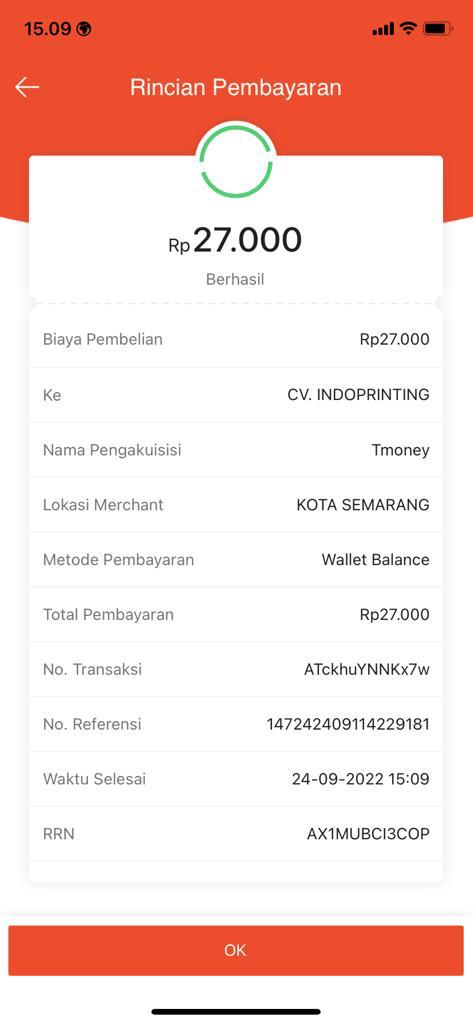 15.09
Rincian Pembayaran
Rp27.000
Berhasil
Biaya Pembelian Rp27.000
Ke CV. INDOPRINTING
Nama Pengakuisisi Tmoney
Lokasi Merchant KOTA SEMARANG
Metode Pembayaran Wallet Balance
Total Pembayaran Rp27.000
No. Transaksi ATckhuYNNKx7w
No. Referensi 147242409114229181
Waktu Selesai 24-09-2022 15:09
RRN AX1MUBCI3COP
OK